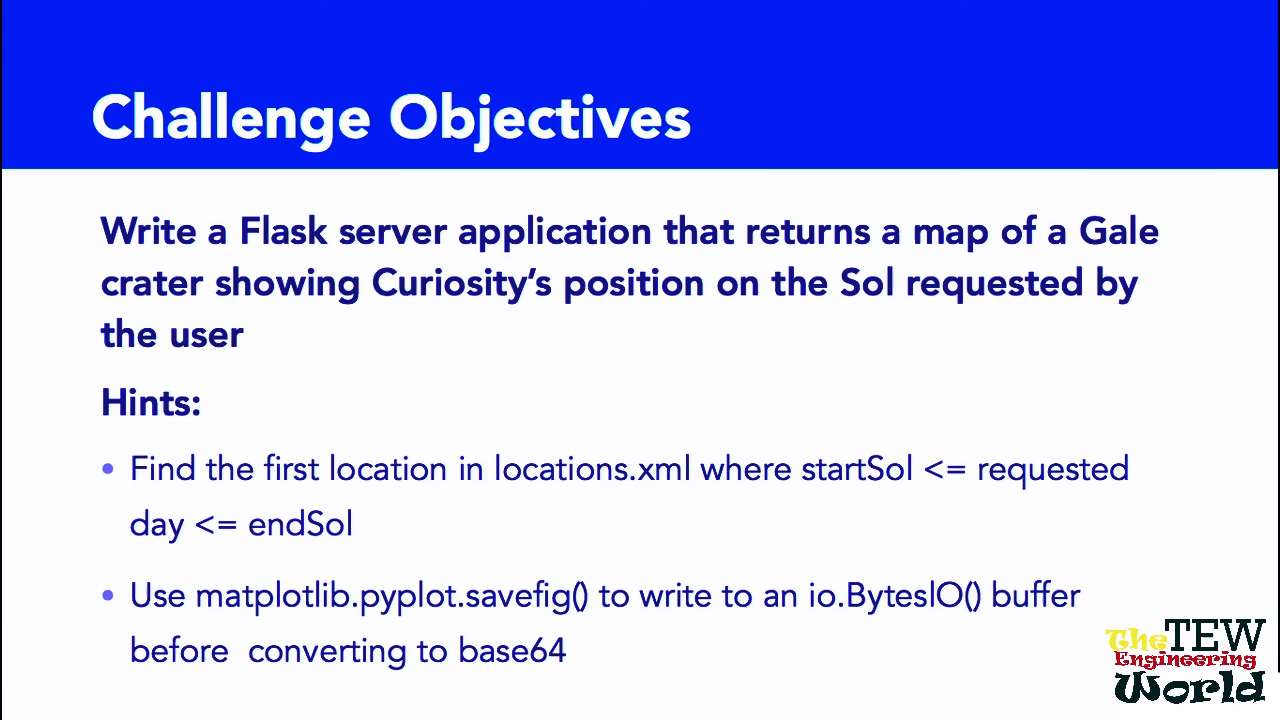 Challenge Objectives
Write a Flask server application that returns a map of a Gale
crater showing Curiosity's position on the Sol requested by
the user
Hints:
• Find the first location in locations.xml where startSol <= requested
day <= endSol
• Use matplotlib.pyplot.savefig() to write to an io.BytesIO() buffer
before  converting to base64
The TEW
Engineering
World